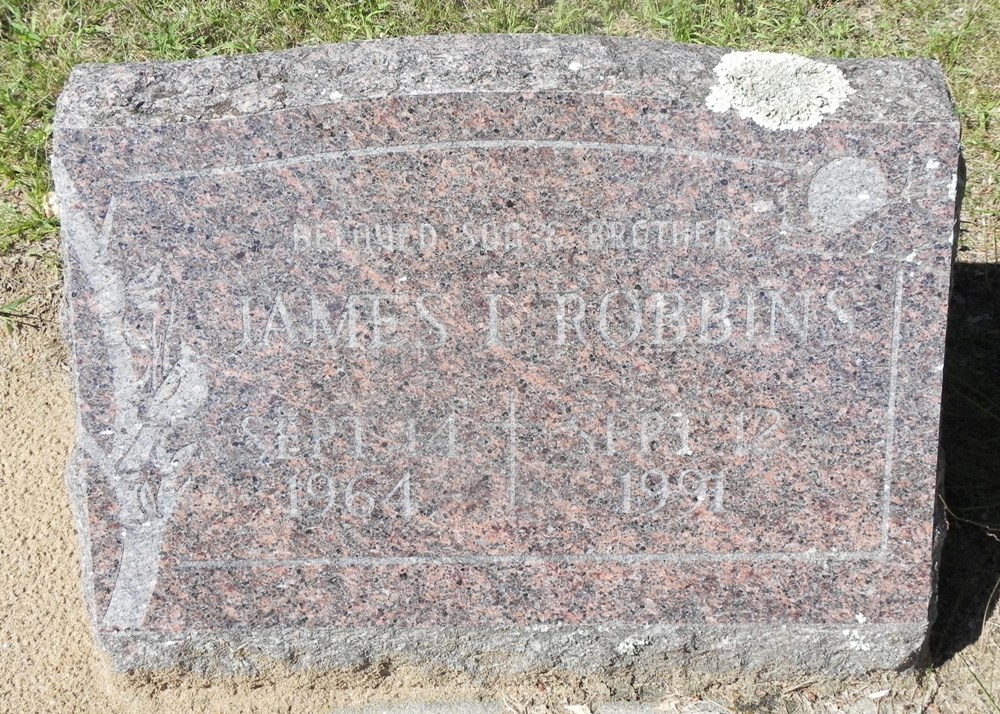 BELOVED SON & BROTHER
JAMES L ROBBINS
SEPT. 14 SEPT. 12
1964 1991